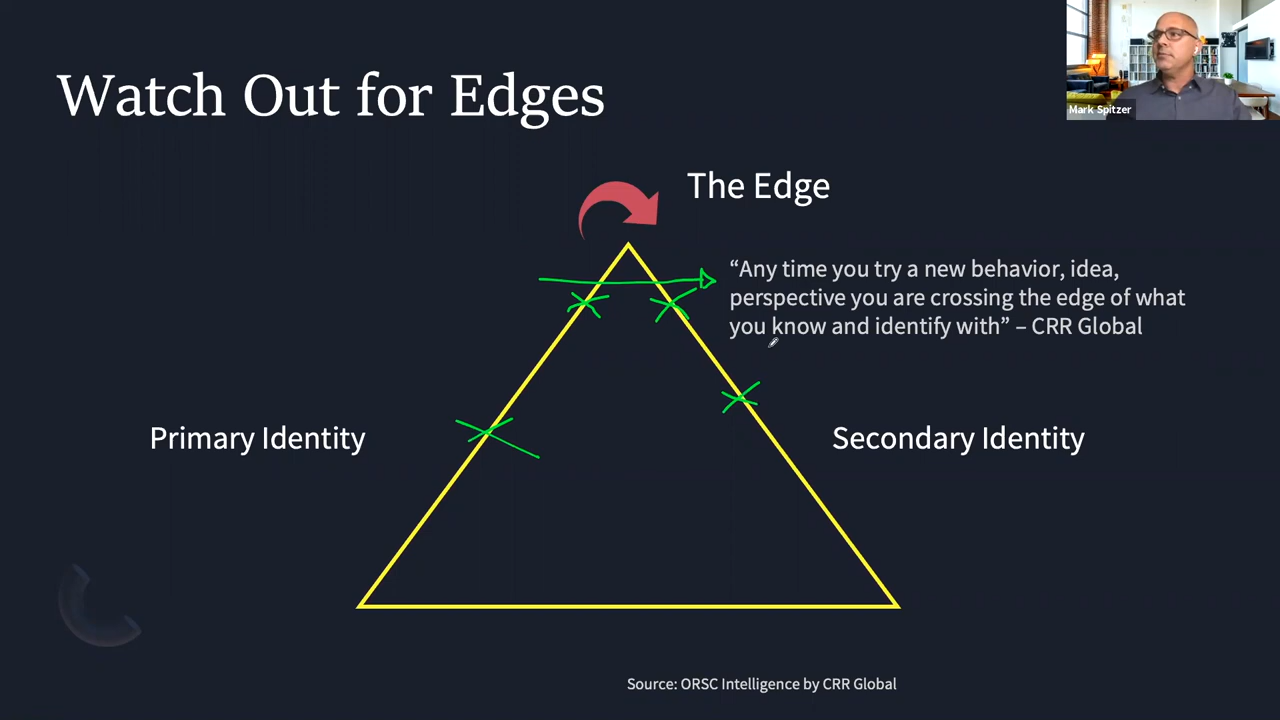 Watch Out for Edges
Mark Spitzer
The Edge
“Any time you try a new behavior, idea,
perspective you are crossing the edge of what
you know and identify with” – CRR Global
Primary Identity
Secondary Identity
Source: ORSC Intelligence by CRR Global